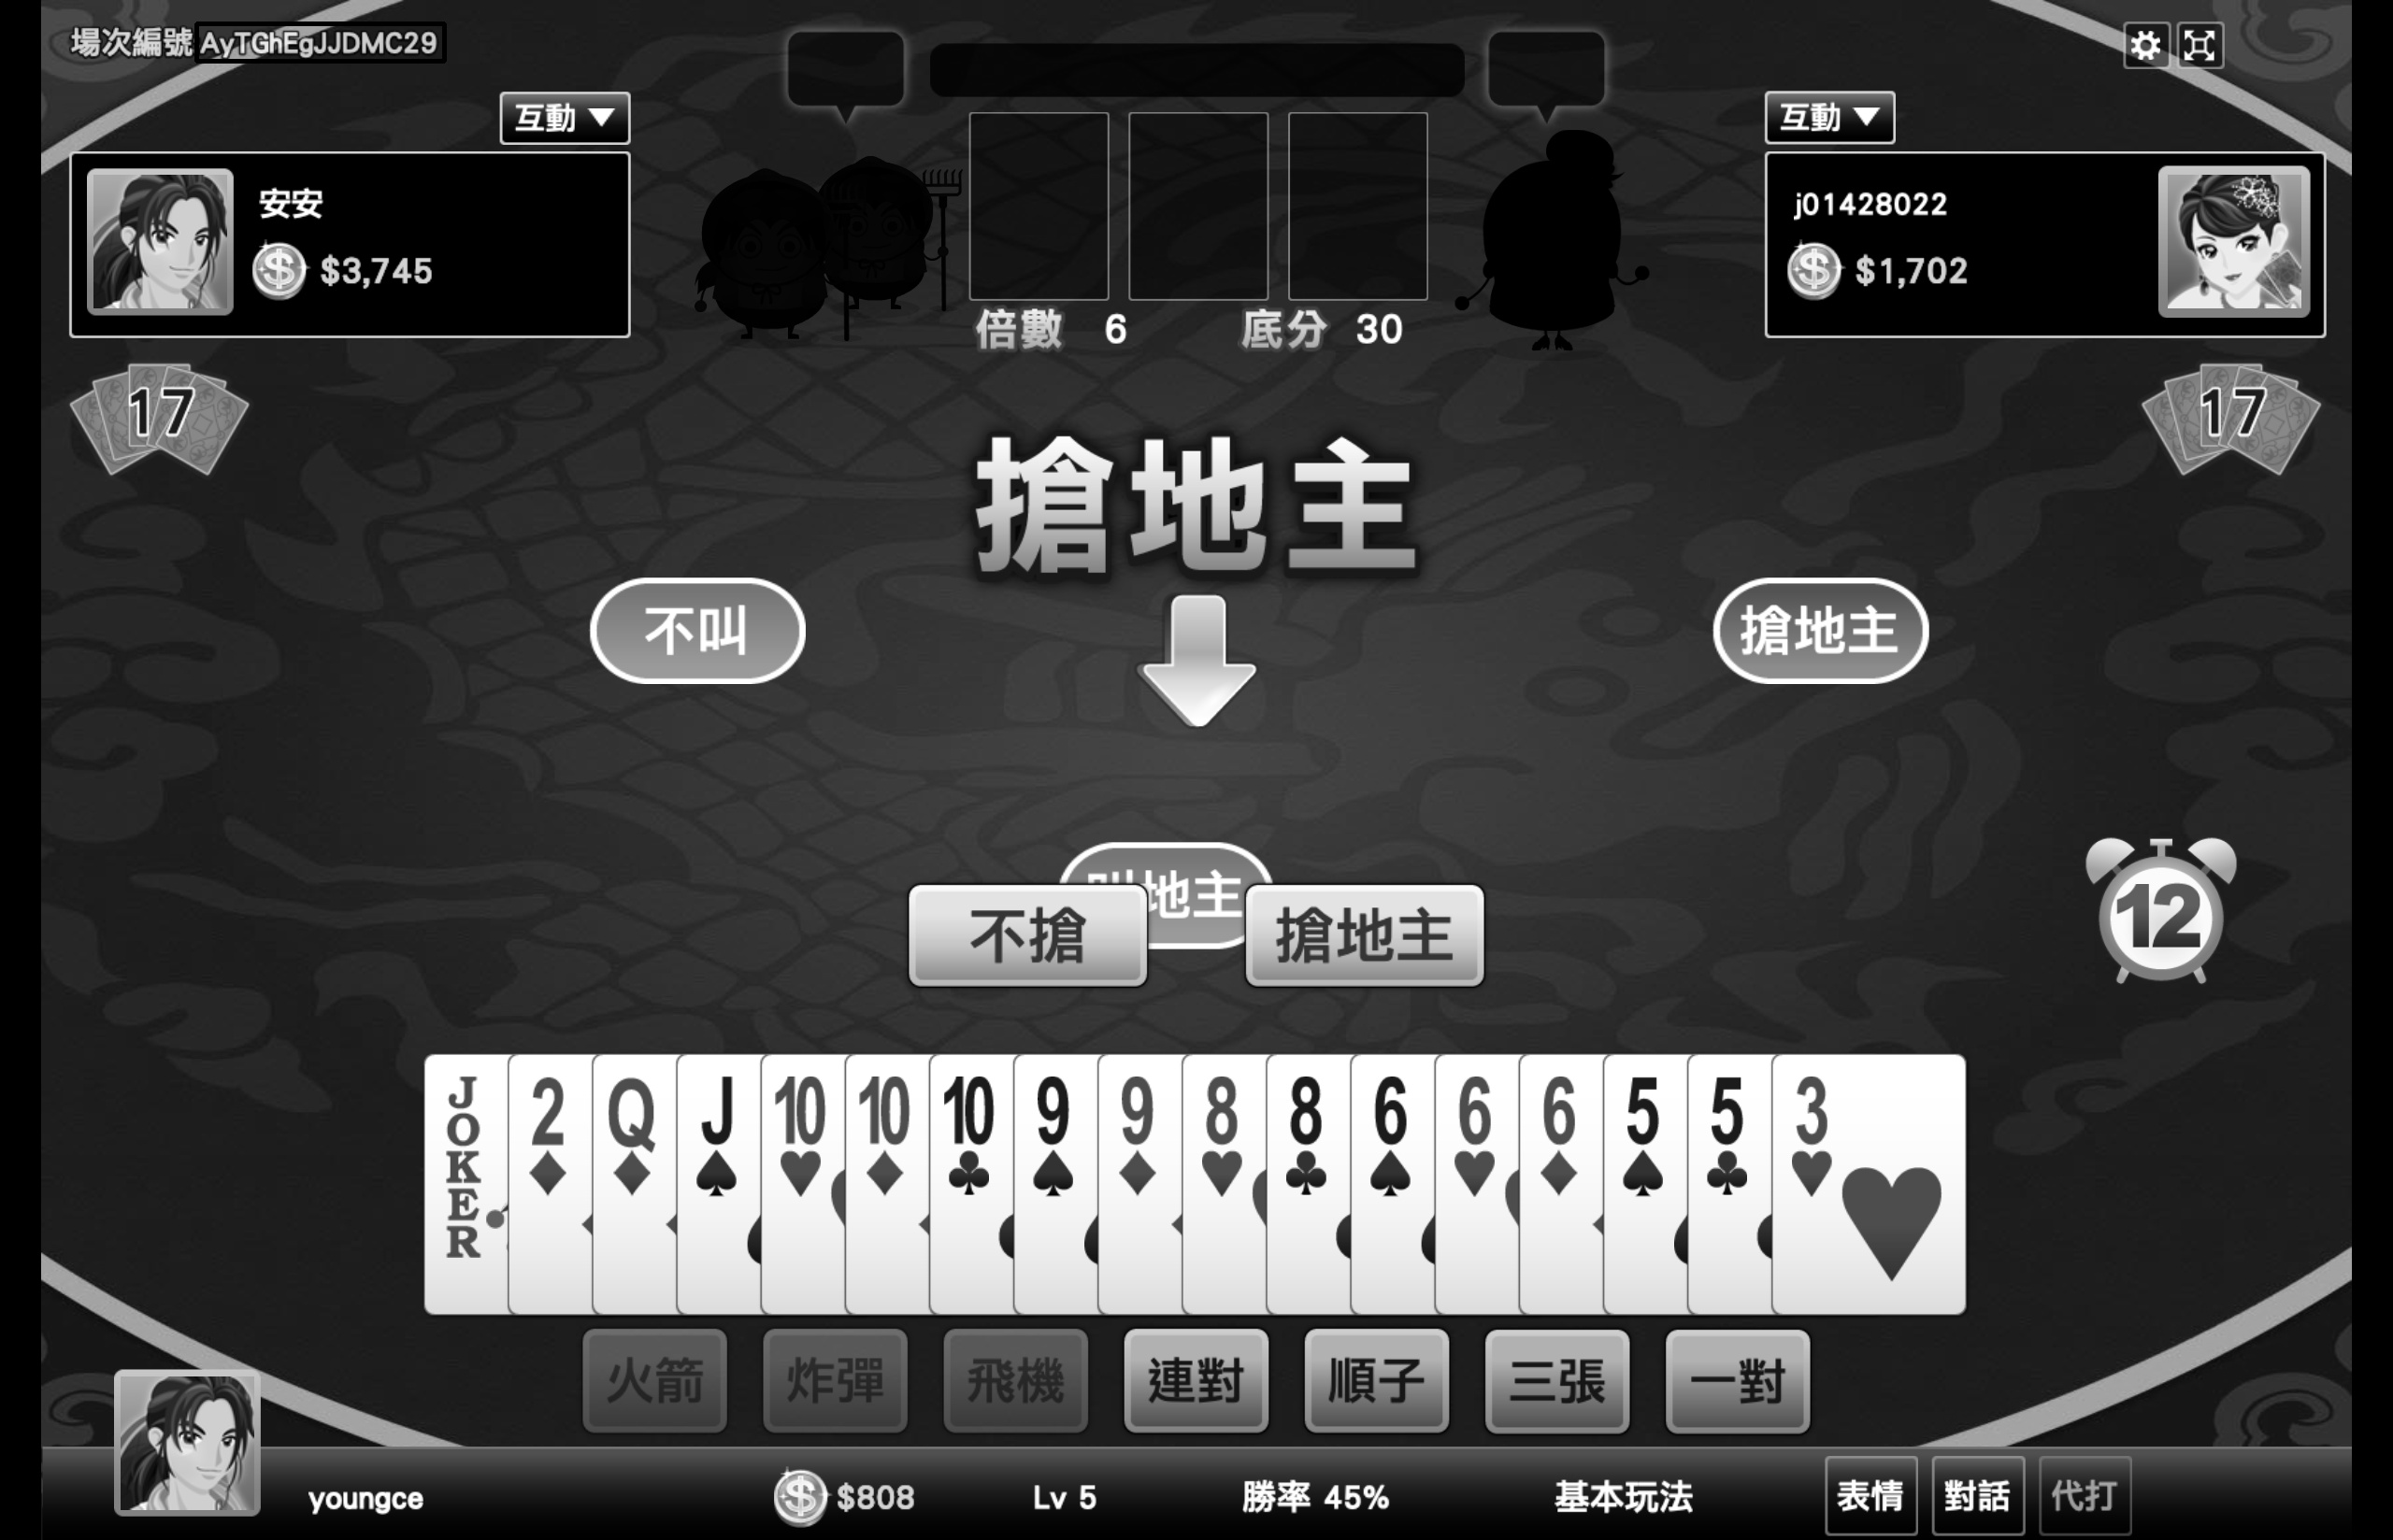 場次編號 AyTGhEgJJDMC29
互動
互動
安安
$3,745
j01428022
$1,702
倍數 6 底分 30
17
17
搶地主
不叫
搶地主
地主
不搶
搶地主
12
JOKER 2 Q J 10 10 10 9 9 8 8 6 6 6 5 5 3
火箭 炸彈 飛機 連對 順子 三張 一對
youngce $808 Lv 5 勝率 45% 基本玩法 表情 對話 代打